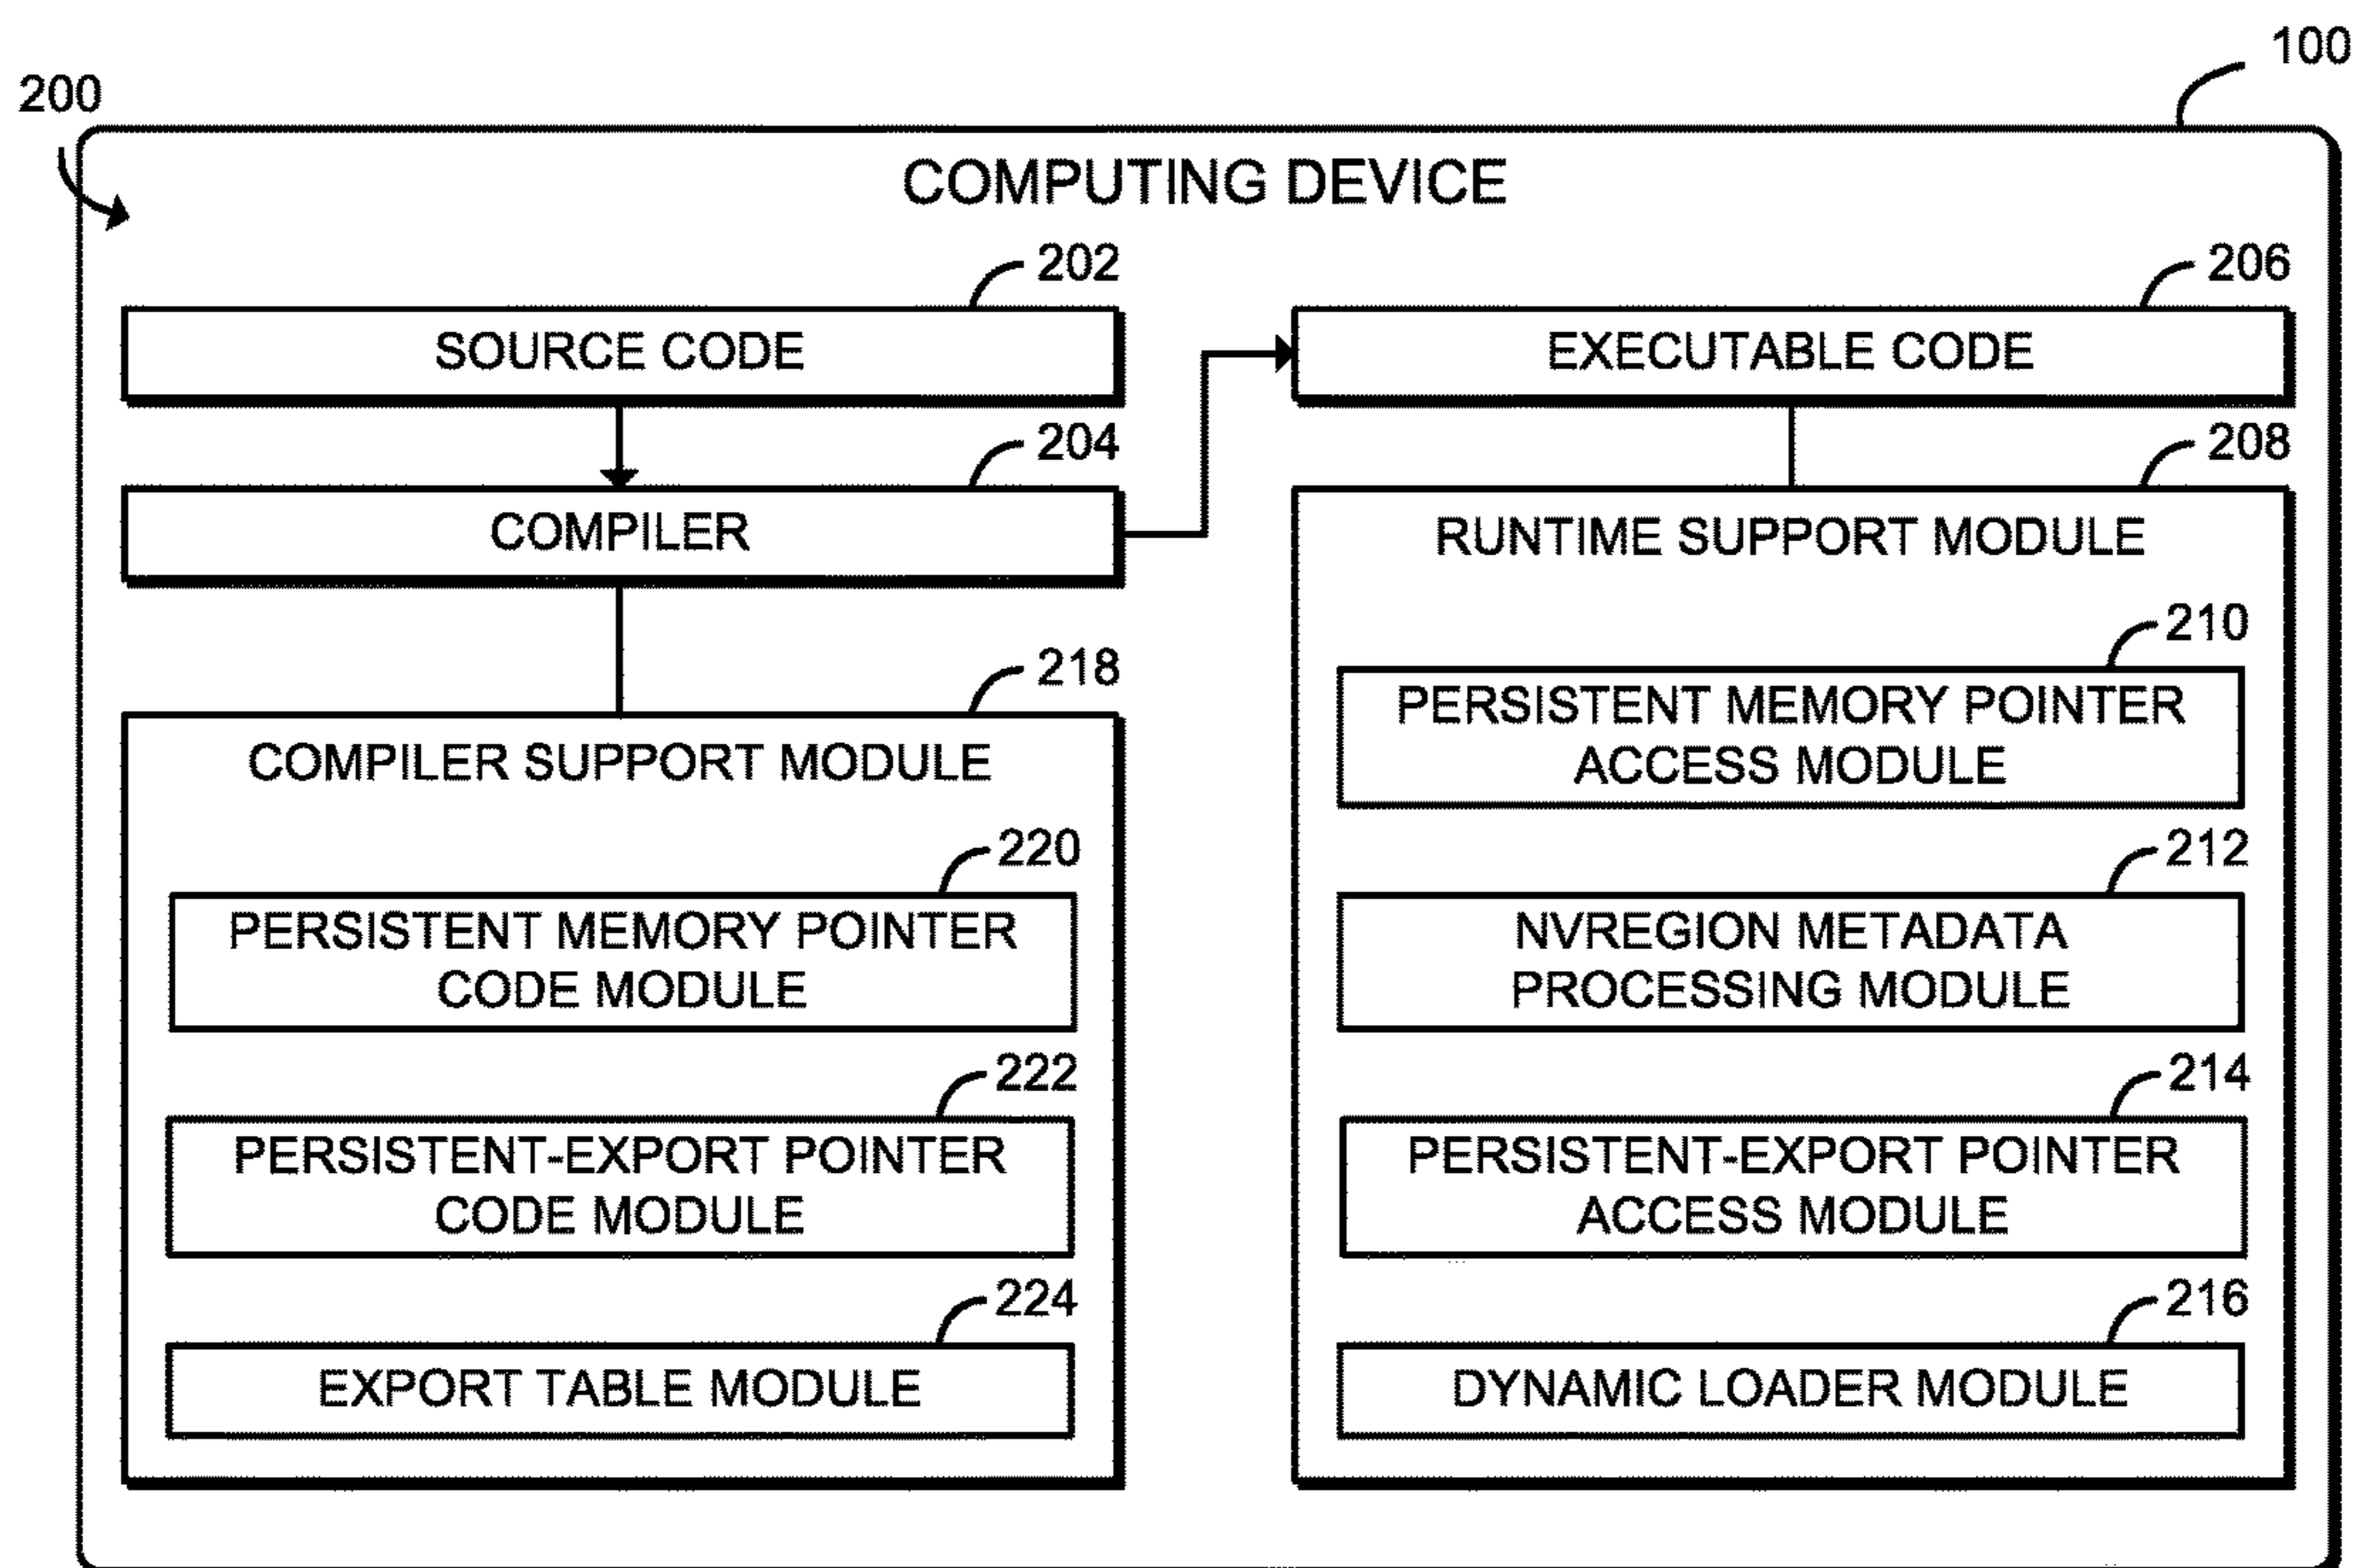 100
200
COMPUTING DEVICE
202
SOURCE CODE
204
COMPILER
218
COMPILER SUPPORT MODULE
220
PERSISTENT MEMORY POINTER
CODE MODULE
222
PERSISTENT-EXPORT POINTER
CODE MODULE
224
EXPORT TABLE MODULE
206
EXECUTABLE CODE
208
RUNTIME SUPPORT MODULE
210
PERSISTENT MEMORY POINTER
ACCESS MODULE
212
NVREGION METADATA
PROCESSING MODULE
214
PERSISTENT-EXPORT POINTER
ACCESS MODULE
216
DYNAMIC LOADER MODULE